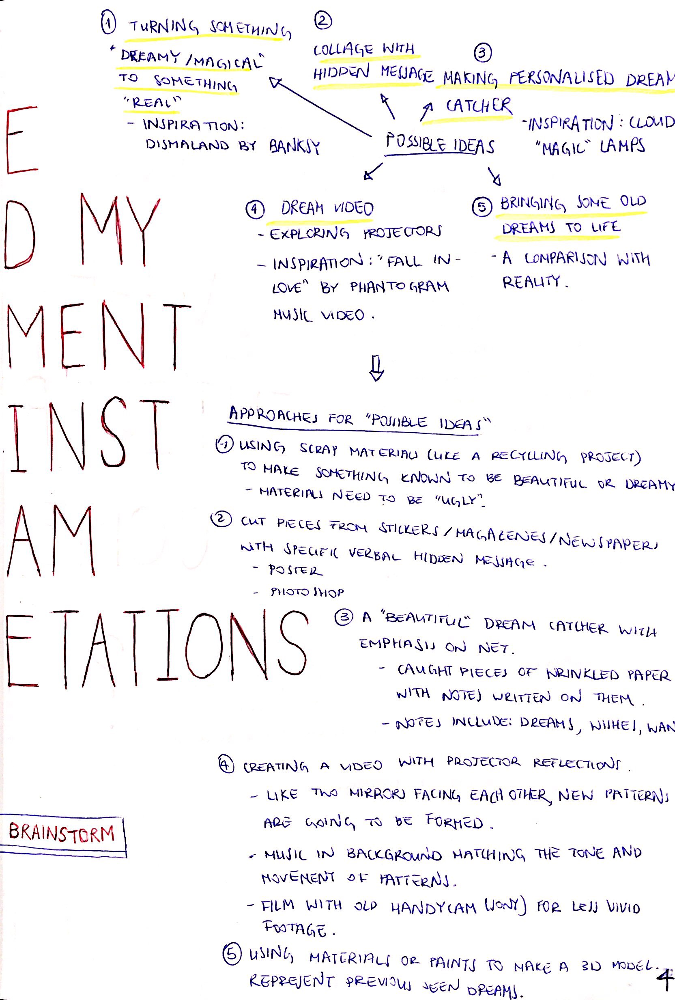 ① TURNING SOMETHING
"DREAMY/MAGICAL"
TO SOMETHING
"REAL"
- INSPIRATION:
DISMALAND BY BANKSY
②
COLLAGE WITH
HIDDEN MESSAGE
③
MAKING PERSONALISED DREAM
CATCHER
-INSPIRATION: CLOUD
"MAGIC" LAMPS
POSSIBLE IDEAS
④ DREAM VIDEO
- EXPLORING PROJECTORS
- INSPIRATION: "FALL IN-
LOVE" BY PHANTOGRAM
MUSIC VIDEO.
⑤ BRINGING SOME OLD
DREAMS TO LIFE
- A COMPARISON WITH
REALITY.
E
D MY
MENT
INST
AM
ETATIONS
APPROACHES FOR "POSSIBLE IDEAS"
① USING SCRAP MATERIALS (LIKE A RECYCLING PROJECT)
TO MAKE SOMETHING KNOWN TO BE BEAUTIFUL OR DREAMY
- MATERIALS NEED TO BE "UGLY".
② CUT PIECES FROM STICKERS/MAGAZENES/NEWSPAPERS
WITH SPECIFIC VERBAL HIDDEN MESSAGE.
- POSTER
- PHOTOSHOP
③ A "BEAUTIFUL" DREAM CATCHER WITH
EMPHASIS ON NET.
- CAUGHT PIECES OF WRINKLED PAPER
WITH NOTES WRITTEN ON THEM.
- NOTES INCLUDE: DREAMS, WISHES, WAN
④ CREATING A VIDEO WITH PROJECTOR REFLECTIONS.
- LIKE TWO MIRRORS FACING EACH OTHER, NEW PATTERNS
ARE GOING TO BE FORMED.
- MUSIC IN BACKGROUND MATCHING THE TONE AND
MOVEMENT OF PATTERNS.
- FILM WITH OLD HANDYCAM (SONY) FOR LESS VIVID
FOOTAGE.
BRAINSTORM
⑤ USING MATERIALS OR PAINTS TO MAKE A 3D MODEL.
REPRESENT PREVIOUS SEEN DREAMS.
4